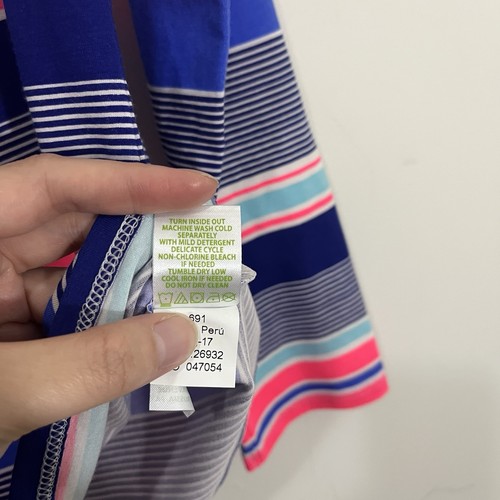 TURN INSIDE OUT
MACHINE WASH COLD
SEPARATELY
WITH MILD DETERGENT
DELICATE CYCLE
NON-CHLORINE BLEACH
IF NEEDED
TUMBLE DRY LOW
COOL IRON IF NEEDED
DO NOT DRY CLEAN
691
Perú
-17
26932
047054